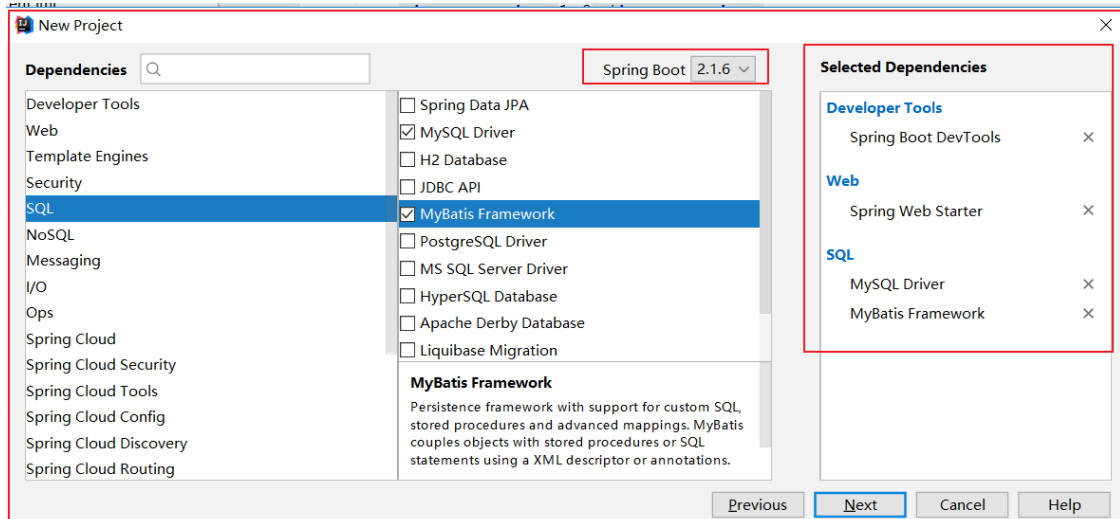 New Project
Dependencies
Spring Boot 2.1.6
Selected Dependencies
Developer Tools
Web
Template Engines
Security
SQL
NoSQL
Messaging
I/O
Ops
Spring Cloud
Spring Cloud Security
Spring Cloud Tools
Spring Cloud Config
Spring Cloud Discovery
Spring Cloud Routing
Spring Data JPA
MySQL Driver
H2 Database
JDBC API
MyBatis Framework
PostgreSQL Driver
MS SQL Server Driver
HyperSQL Database
Apache Derby Database
Liquibase Migration
MyBatis Framework
Persistence framework with support for custom SQL,
stored procedures and advanced mappings. MyBatis
couples objects with stored procedures or SQL
statements using a XML descriptor or annotations.
Developer Tools
Spring Boot DevTools
Web
Spring Web Starter
SQL
MySQL Driver
MyBatis Framework
Previous
Next
Cancel
Help